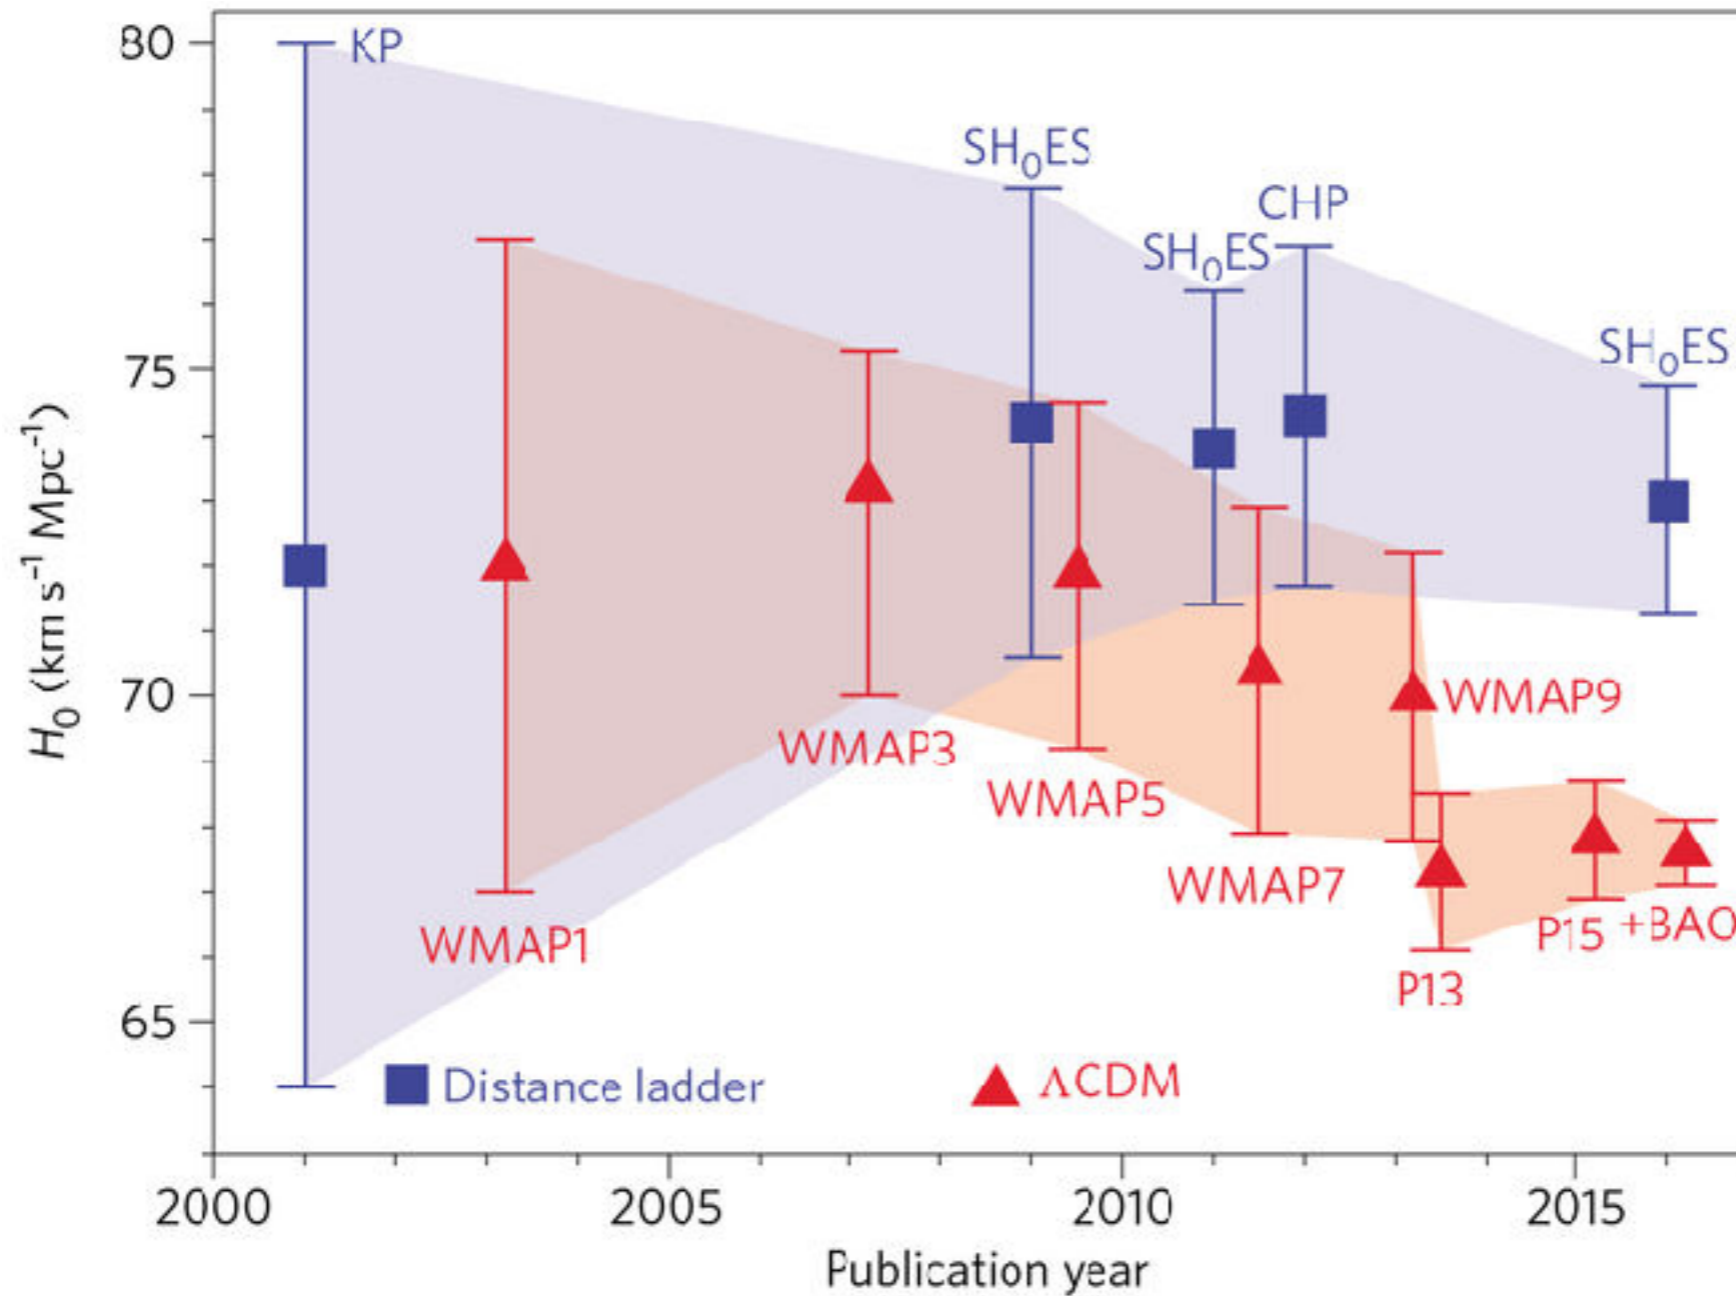 80
KP
SH₀ES
CHP
SH₀ES
SH₀ES
75
H₀ (km s⁻¹ Mpc⁻¹)
70
WMAP9
WMAP3
WMAP5
WMAP7
WMAP1
P15
+BAO
P13
65
Distance ladder
ΛCDM
2000
2005
2010
2015
Publication year